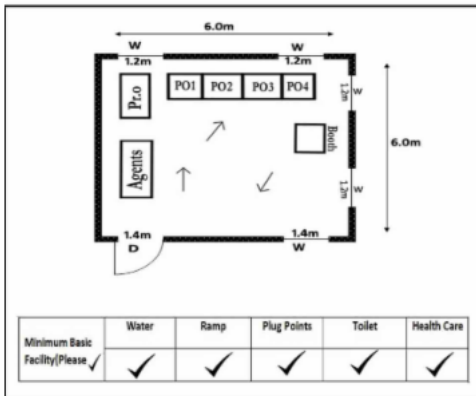 6.0m
W W
1.2m 1.2m
Pr.o PO1 PO2 PO3 PO4
1.2m W
Booth
6.0m
Agents
1.2m W
1.4m 1.4m
D W
Minimum Basic Facility(Please ✓ Water Ramp Plug Points Toilet Health Care
✓ ✓ ✓ ✓ ✓